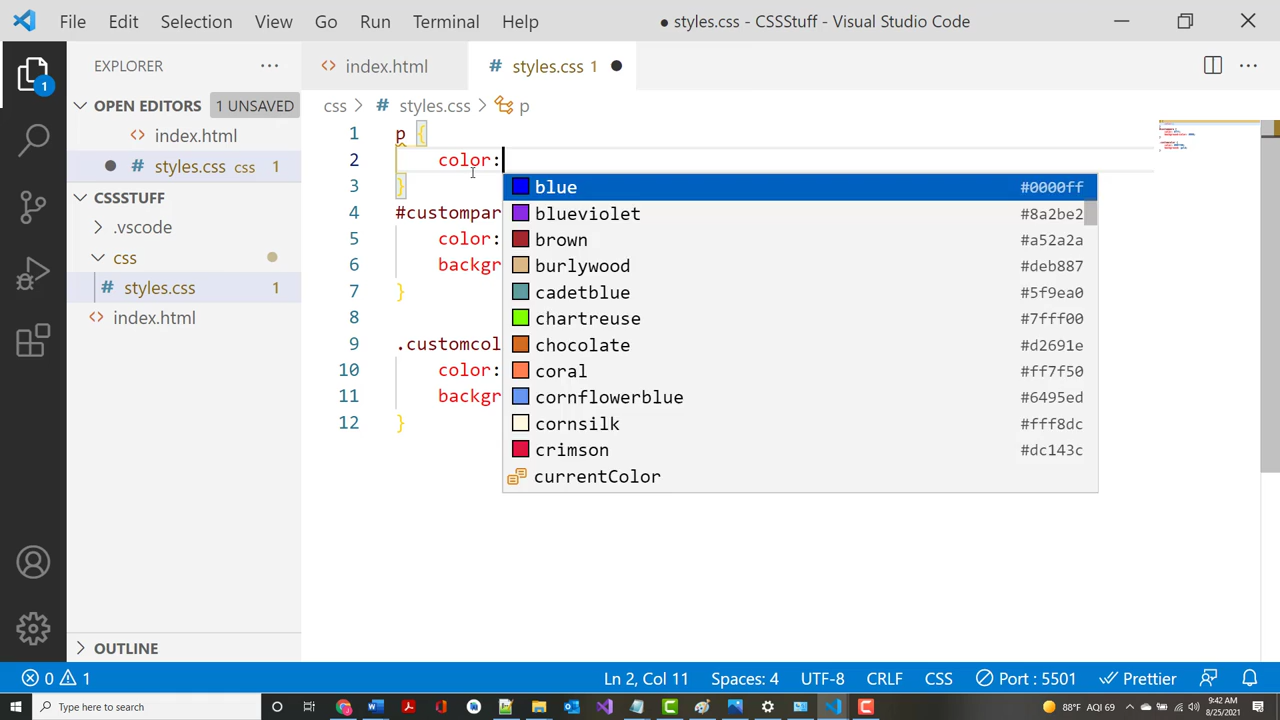 File Edit Selection View Go Run Terminal Help ● styles.css - CSSStuff - Visual Studio Code
EXPLORER ...
index.html
# styles.css 1 ●
OPEN EDITORS 1 UNSAVED
index.html
● # styles.css css 1
CSSSTUFF
.vscode
css
# styles.css 1
index.html
OUTLINE
1
css > # styles.css > p
1 p {
2 color:
3 }
4 #custompar
5 color:
6 backgr
7 }
8
9 .customcol
10 color:
11 backgr
12 }
blue #0000ff
blueviolet #8a2be2
brown #a52a2a
burlywood #deb887
cadetblue #5f9ea0
chartreuse #7fff00
chocolate #d2691e
coral #ff7f50
cornflowerblue #6495ed
cornsilk #fff8dc
crimson #dc143c
currentColor
0 1 Ln 2, Col 11 Spaces: 4 UTF-8 CRLF CSS Port : 5501 Prettier
Type here to search 88°F AQI 69 9:42 AM
8/25/2021